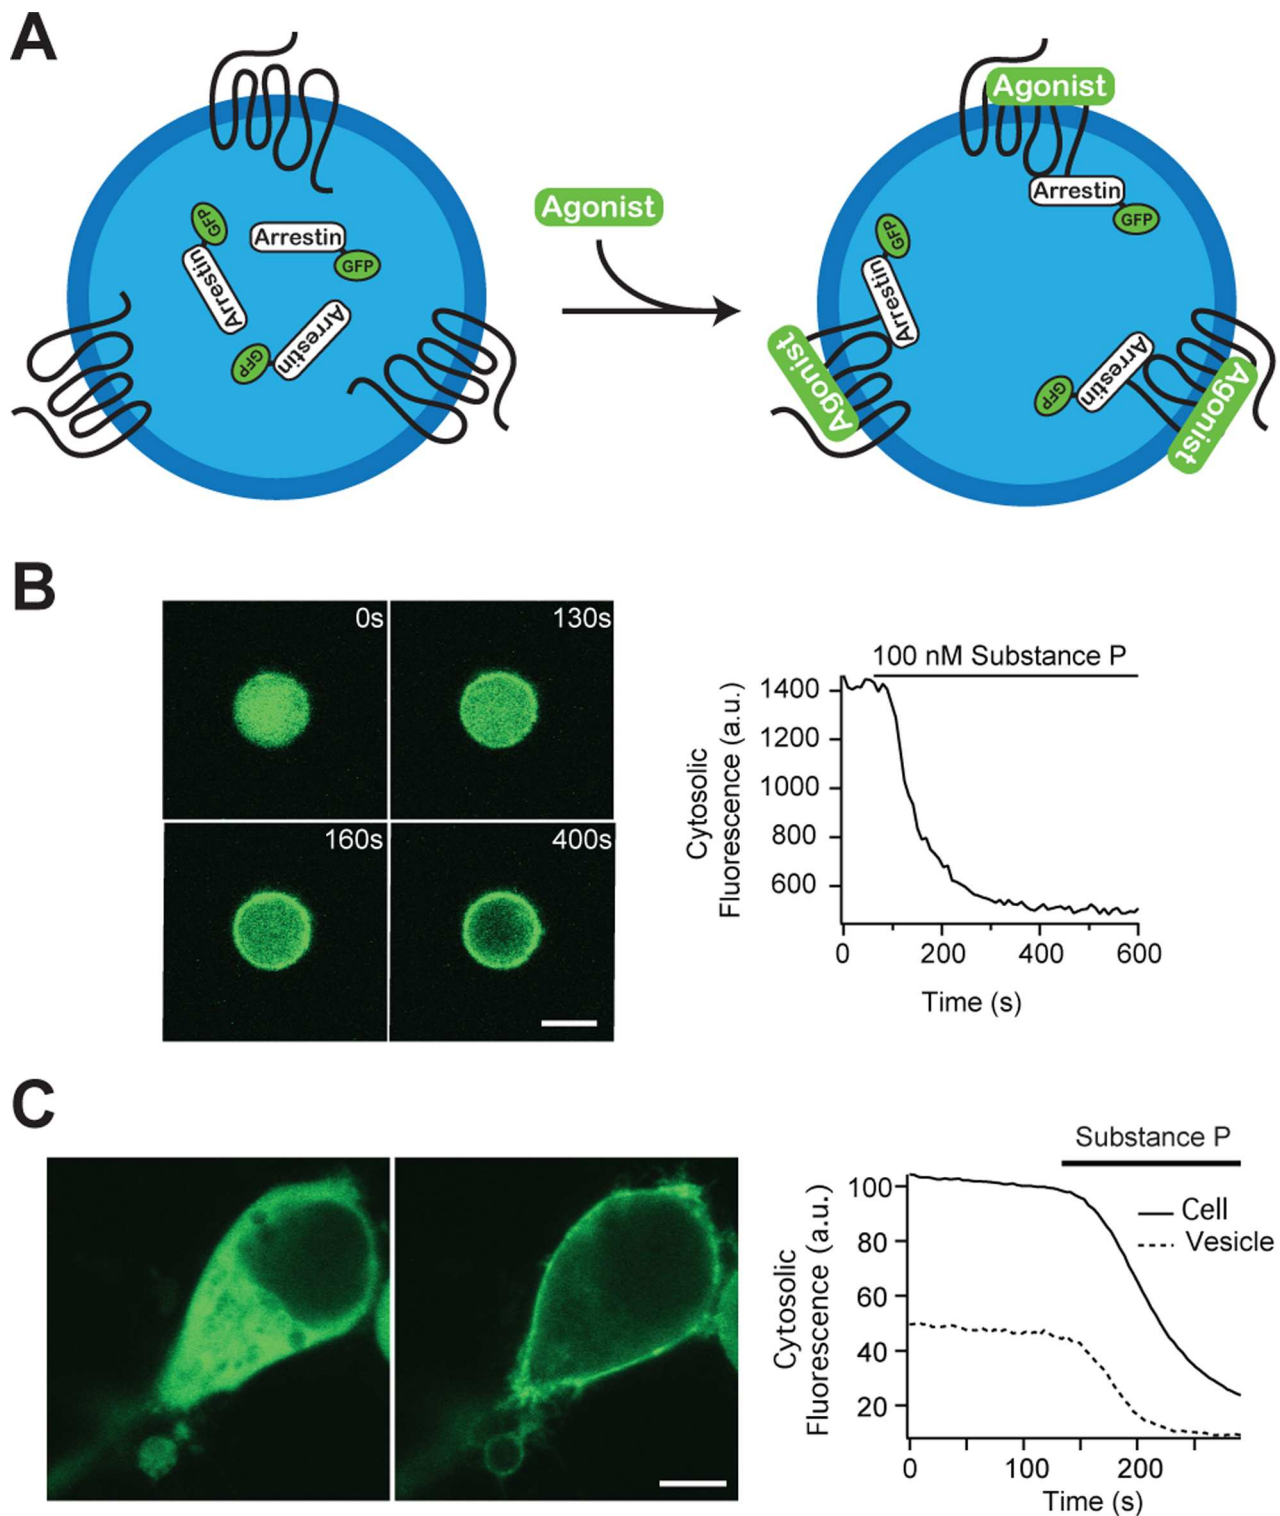 A
Agonist
GFP
Arrestin
Arrestin
GFP
Arrestin
GFP
Agonist
Agonist
Arrestin
GFP
GFP
Arrestin
Agonist
Arrestin
GFP
Agonist
B
0s
130s
160s
400s
100 nM Substance P
Cytosolic
Fluorescence (a.u.)
1400
1200
1000
800
600
0
200
400
600
Time (s)
C
Substance P
Cell
Vesicle
Cytosolic
Fluorescence (a.u.)
100
80
60
40
20
0
100
200
Time (s)